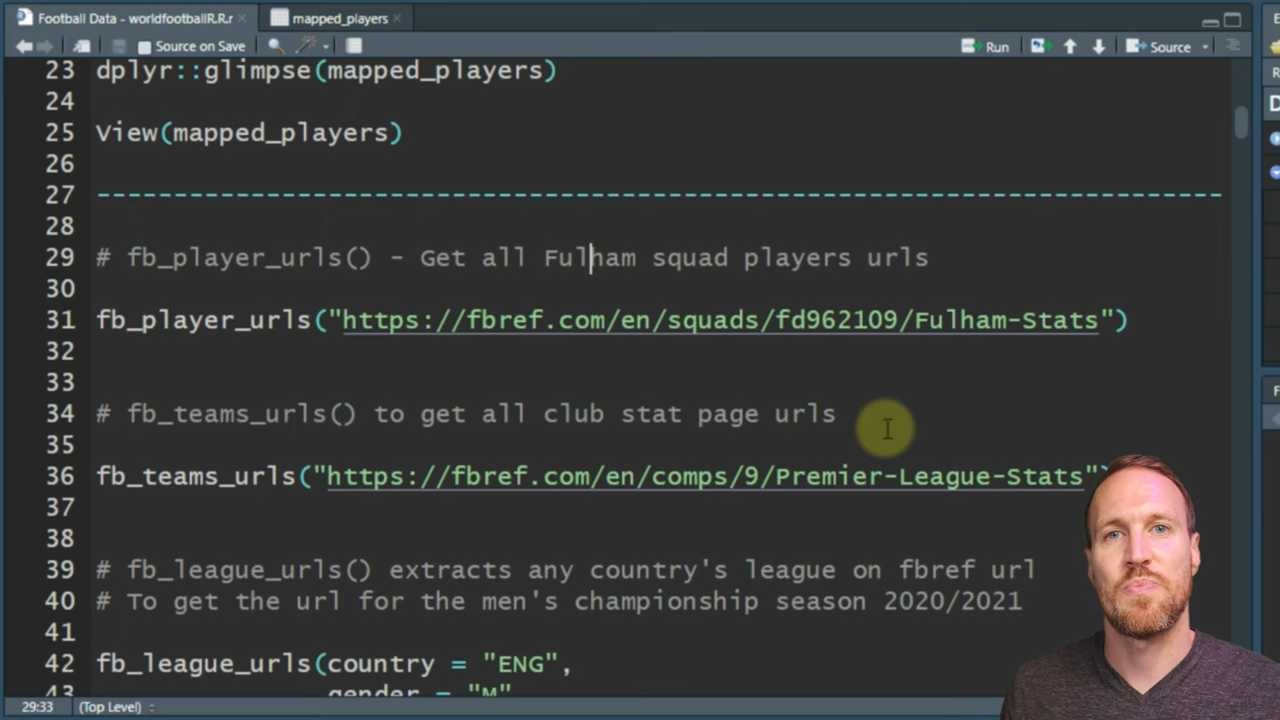 Football Data - worldfootballR.R.r
mapped_players
Source on Save
Run
Source
23 dplyr::glimpse(mapped_players)
24
25 View(mapped_players)
26
27 -------------------------------------------------------------------------
28
29 # fb_player_urls() - Get all Fulham squad players urls
30
31 fb_player_urls("https://fbref.com/en/squads/fd962109/Fulham-Stats")
32
33
34 # fb_teams_urls() to get all club stat page urls
35
36 fb_teams_urls("https://fbref.com/en/comps/9/Premier-League-Stats")
37
38
39 # fb_league_urls() extracts any country's league on fbref url
40 # To get the url for the men's championship season 2020/2021
41
42 fb_league_urls(country = "ENG",
43 gender = "M"
29:33 (Top Level)